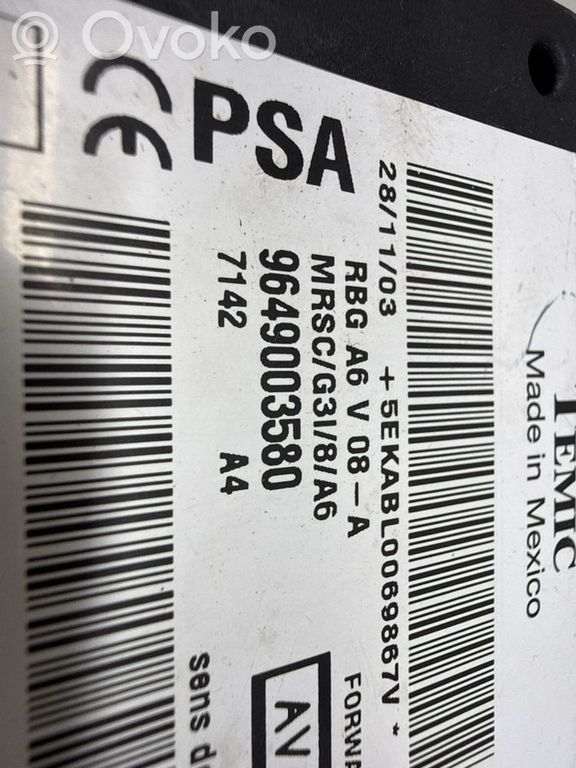 Ovoko
CE PSA
28/11/03 +5EKABL0069867V *
TEMIC
Made in Mexico
RBG A6 V 08-A
MRSC/G3I/8/A6
9649003580
7142 A4
AV
FORW
sens d
Ovoko